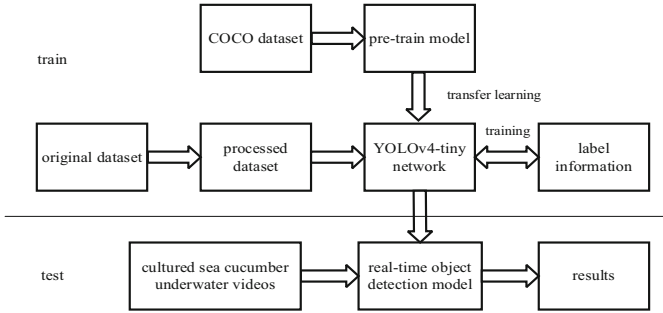 COCO dataset
pre-train model
train
transfer learning
original dataset
processed
dataset
YOLOv4-tiny
network
training
label
information
test
cultured sea cucumber
underwater videos
real-time object
detection model
results